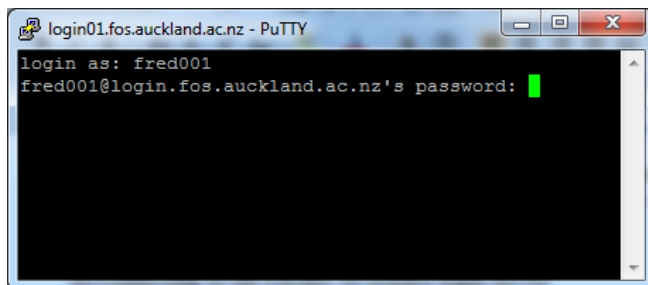 login01.fos.auckland.ac.nz - PuTTY
login as: fred001
fred001@login.fos.auckland.ac.nz's password: